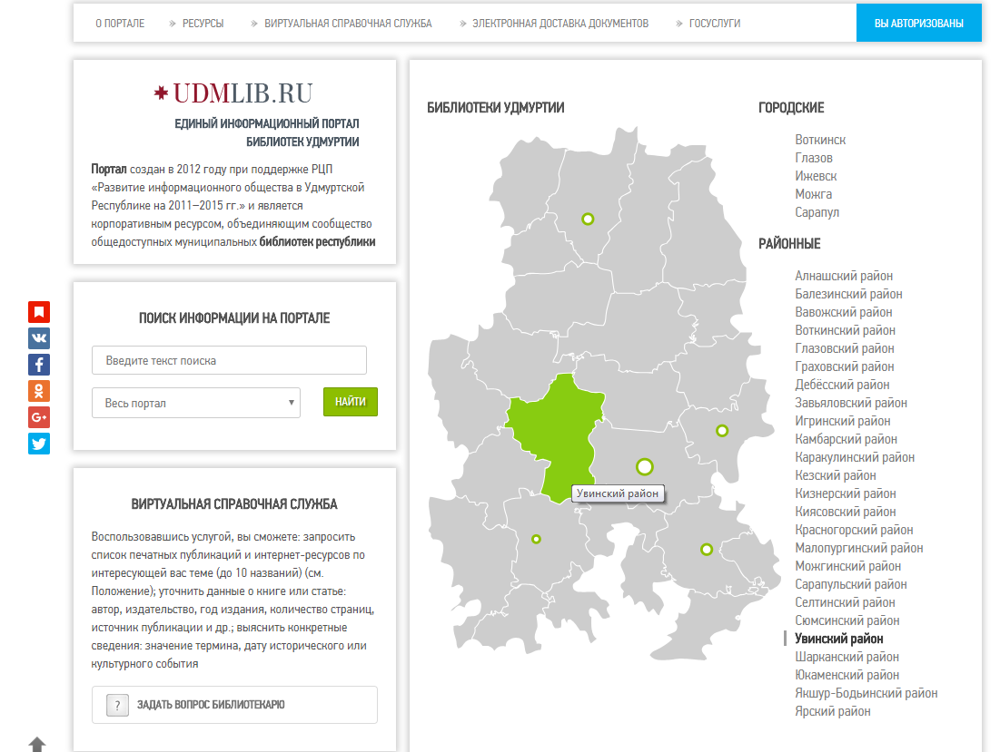 О ПОРТАЛЕ
РЕСУРСЫ
ВИРТУАЛЬНАЯ СПРАВОЧНАЯ СЛУЖБА
ЭЛЕКТРОННАЯ ДОСТАВКА ДОКУМЕНТОВ
ГОСУСЛУГИ
ВЫ АВТОРИЗОВАНЫ
UDMLIB.RU
ЕДИНЫЙ ИНФОРМАЦИОННЫЙ ПОРТАЛ
БИБЛИОТЕК УДМУРТИИ
Портал создан в 2012 году при поддержке РЦП
«Развитие информационного общества в Удмуртской
Республике на 2011–2015 гг.» и является
корпоративным ресурсом, объединяющим сообщество
общедоступных муниципальных библиотек республики
ПОИСК ИНФОРМАЦИИ НА ПОРТАЛЕ
Введите текст поиска
Весь портал
НАЙТИ
ВИРТУАЛЬНАЯ СПРАВОЧНАЯ СЛУЖБА
Воспользовавшись услугой, вы сможете: запросить
список печатных публикаций и интернет-ресурсов по
интересующей вас теме (до 10 названий) (см.
Положение); уточнить данные о книге или статье:
автор, издательство, год издания, количество страниц,
источник публикации и др.; выяснить конкретные
сведения: значение термина, дату исторического или
культурного события
? ЗАДАТЬ ВОПРОС БИБЛИОТЕКАРЮ
БИБЛИОТЕКИ УДМУРТИИ
Увинский район
ГОРОДСКИЕ
Воткинск
Глазов
Ижевск
Можга
Сарапул
РАЙОННЫЕ
Алнашский район
Балезинский район
Вавожский район
Воткинский район
Глазовский район
Граховский район
Дебёсский район
Завьяловский район
Игринский район
Камбарский район
Каракулинский район
Кезский район
Кизнерский район
Киясовский район
Красногорский район
Малопургинский район
Можгинский район
Сарапульский район
Селтинский район
Сюмсинский район
Увинский район
Шарканский район
Юкаменский район
Якшур-Бодьинский район
Ярский район